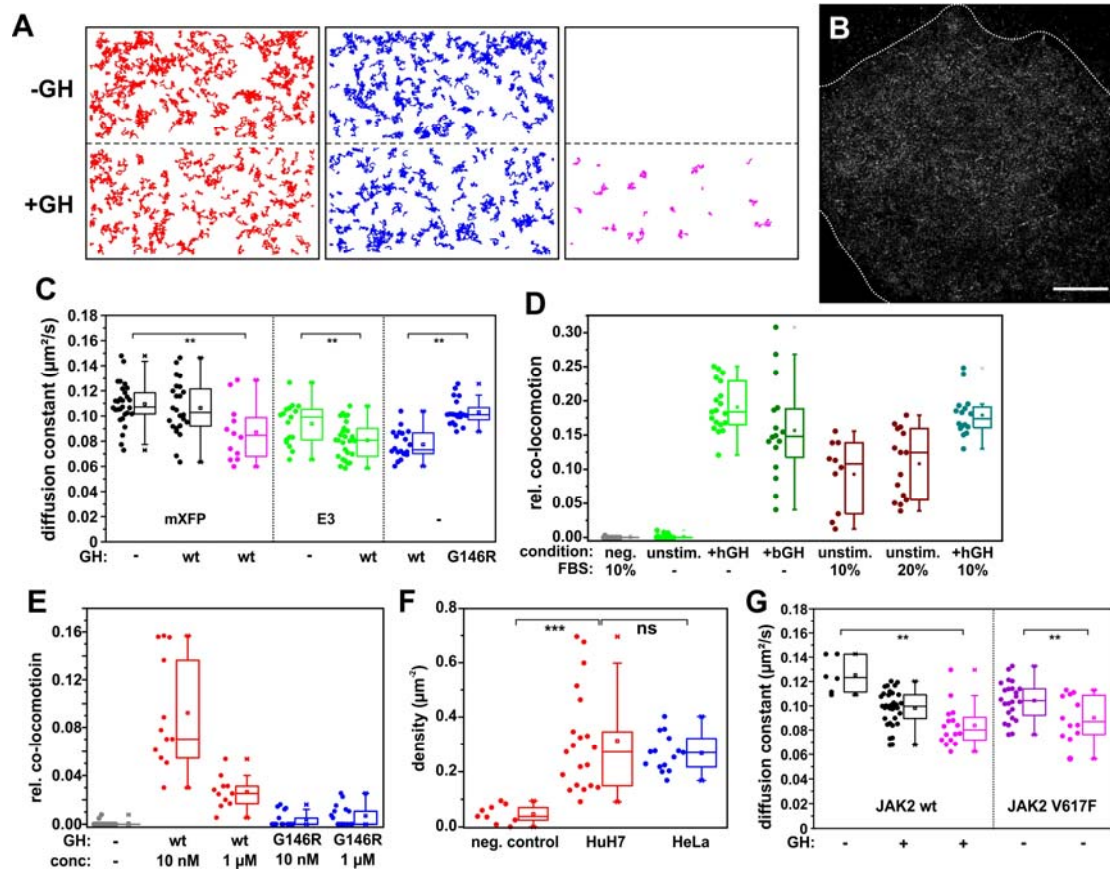 A
-GH
+GH
B
C
diffusion constant (µm²/s)
0.18
0.16
0.14
0.12
0.10
0.08
0.06
0.04
0.02
0
**
**
**
mXFP
E3
-
GH: - wt wt - wt wt G146R
D
rel. co-locomotion
0.30
0.25
0.20
0.15
0.10
0.05
0.00
condition: neg. unstim. +hGH +bGH unstim. unstim. +hGH
FBS: 10% - - - 10% 20% 10%
E
rel. co-locomotioin
0.16
0.12
0.08
0.04
0.00
GH: - wt wt G146R G146R
conc: - 10 nM 1 µM 10 nM 1 µM
F
density (µm⁻²)
0.8
0.6
0.4
0.2
0.0
***
ns
neg. control HuH7 HeLa
G
diffusion constant (µm²/s)
0.18
0.16
0.14
0.12
0.10
0.08
0.06
0.04
0.02
0
**
**
JAK2 wt
JAK2 V617F
GH: - + + - -